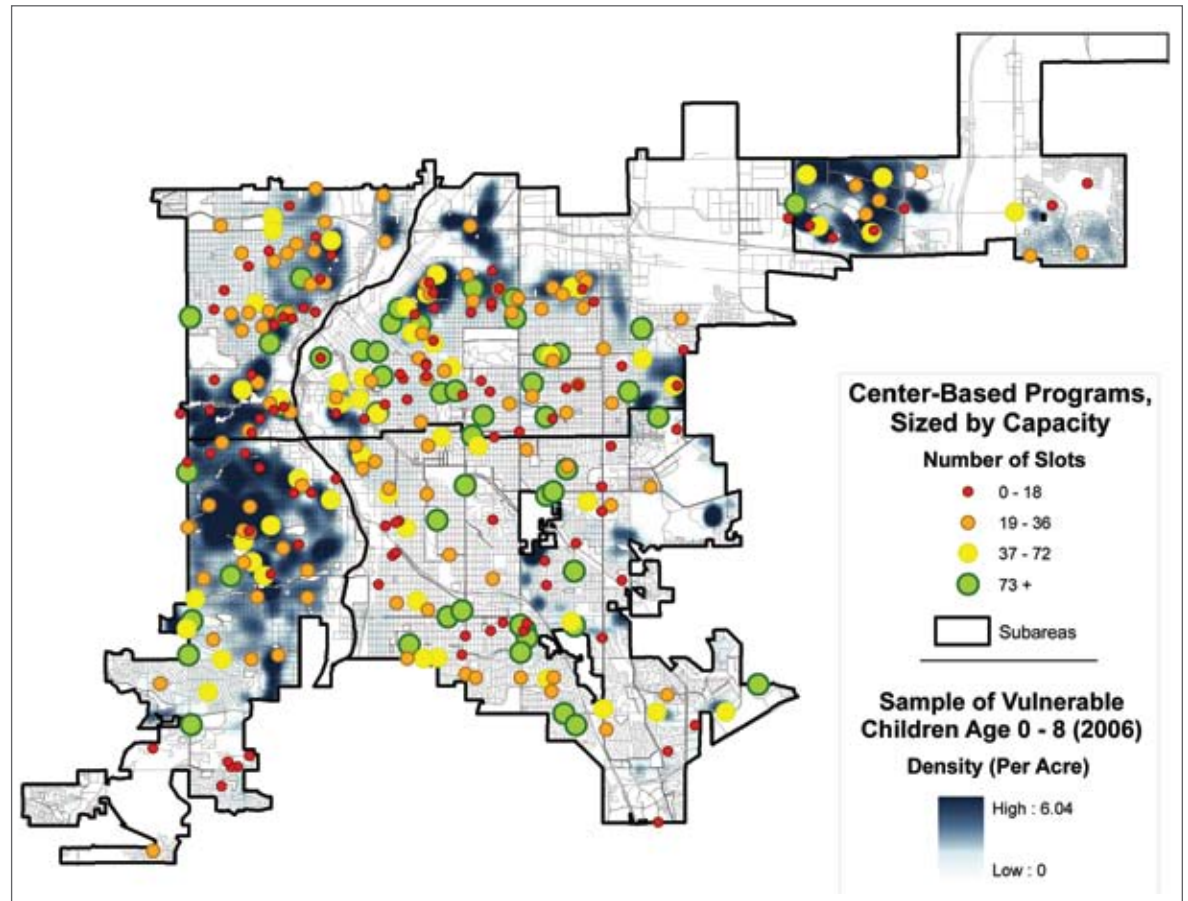 Center-Based Programs,
Sized by Capacity
Number of Slots
0 - 18
19 - 36
37 - 72
73 +
Subareas
Sample of Vulnerable
Children Age 0 - 8 (2006)
Density (Per Acre)
High : 6.04
Low : 0